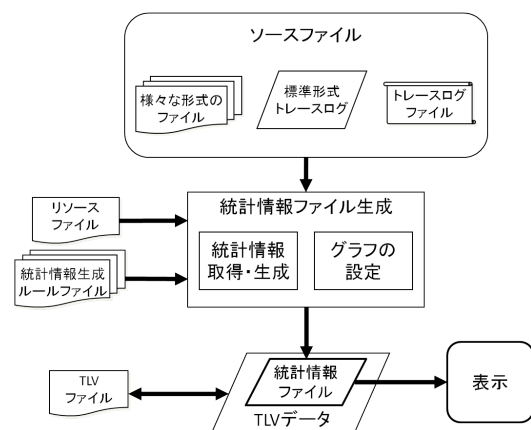 ソースファイル
様々な形式の
ファイル
標準形式
トレースログ
トレースログ
ファイル
リソース
ファイル
統計情報生成
ルールファイル
統計情報ファイル生成
統計情報
取得・生成
グラフの
設定
TLV
ファイル
統計情報
ファイル
TLVデータ
表示